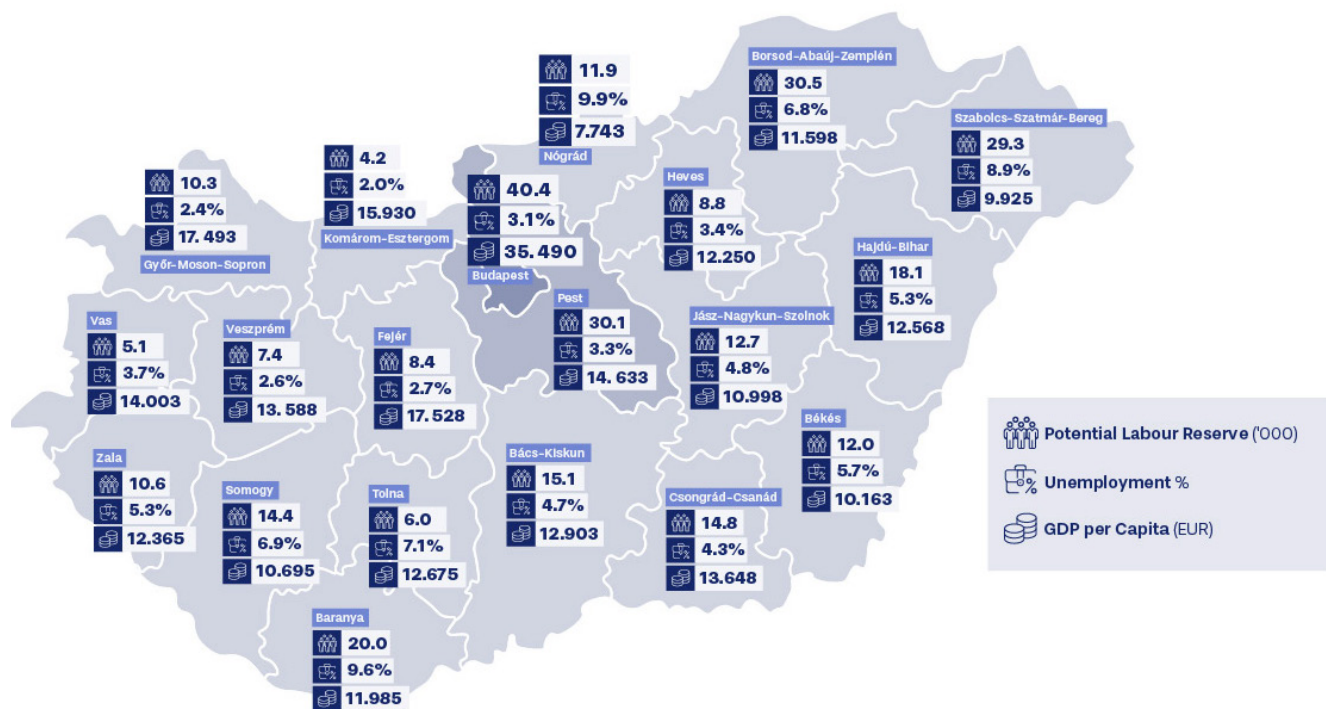 Borsod-Abaúj-Zemplén
30.5
6.8%
11.598
11.9
9.9%
7.743
Nógrád
Szabolcs-Szatmár-Bereg
29.3
8.9%
9.925
4.2
2.0%
15.930
Komárom-Esztergom
10.3
2.4%
17. 493
Győr-Moson-Sopron
40.4
3.1%
35. 490
Budapest
Heves
8.8
3.4%
12.250
Hajdú-Bihar
18.1
5.3%
12.568
Vas
5.1
3.7%
14.003
Veszprém
7.4
2.6%
13. 588
Fejér
8.4
2.7%
17. 528
Pest
30.1
3.3%
14. 633
Jász-Nagykun-Szolnok
12.7
4.8%
10.998
Békés
12.0
5.7%
10.163
Zala
10.6
5.3%
12.365
Somogy
14.4
6.9%
10.695
Tolna
6.0
7.1%
12.675
Bács-Kiskun
15.1
4.7%
12.903
Csongrád-Csanád
14.8
4.3%
13.648
Baranya
20.0
9.6%
11.985
Potential Labour Reserve ('000)
Unemployment %
GDP per Capita (EUR)